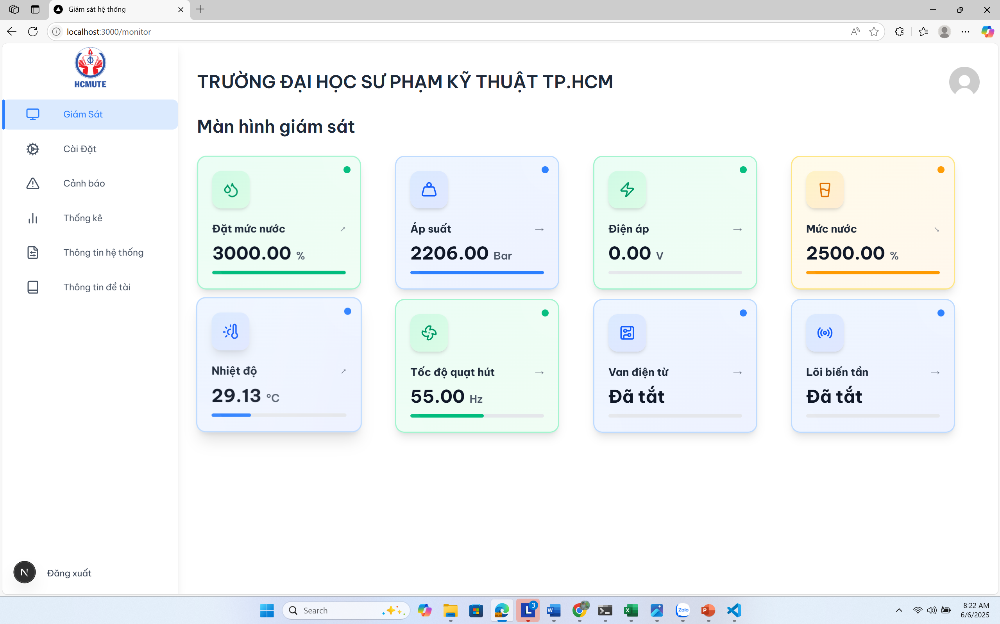 Giám sát hệ thống
localhost:3000/monitor
HCMUTE
Giám Sát
Cài Đặt
Cảnh báo
Thống kê
Thông tin hệ thống
Thông tin đề tài
Đăng xuất
N
TRƯỜNG ĐẠI HỌC SƯ PHẠM KỸ THUẬT TP.HCM
Màn hình giám sát
Đặt mức nước ↗
3000.00 %
Áp suất →
2206.00 Bar
Điện áp →
0.00 V
Mức nước ↘
2500.00 %
Nhiệt độ ↗
29.13 °C
Tốc độ quạt hút →
55.00 Hz
Van điện từ →
Đã tắt
Lõi biến tần →
Đã tắt
Search
L
3
W
X
Zalo
P
8:22 AM
6/6/2025